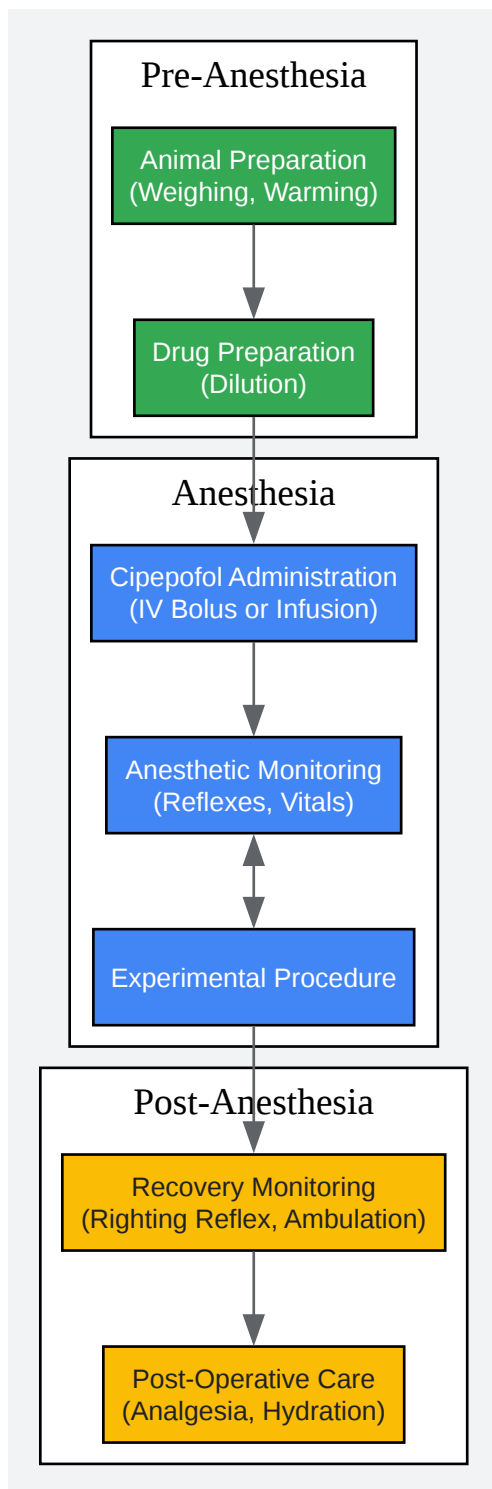 Pre-Anesthesia
Animal Preparation
(Weighing, Warming)
Drug Preparation
(Dilution)
Anesthesia
Cipepofol Administration
(IV Bolus or Infusion)
Anesthetic Monitoring
(Reflexes, Vitals)
Experimental Procedure
Post-Anesthesia
Recovery Monitoring
(Righting Reflex, Ambulation)
Post-Operative Care
(Analgesia, Hydration)